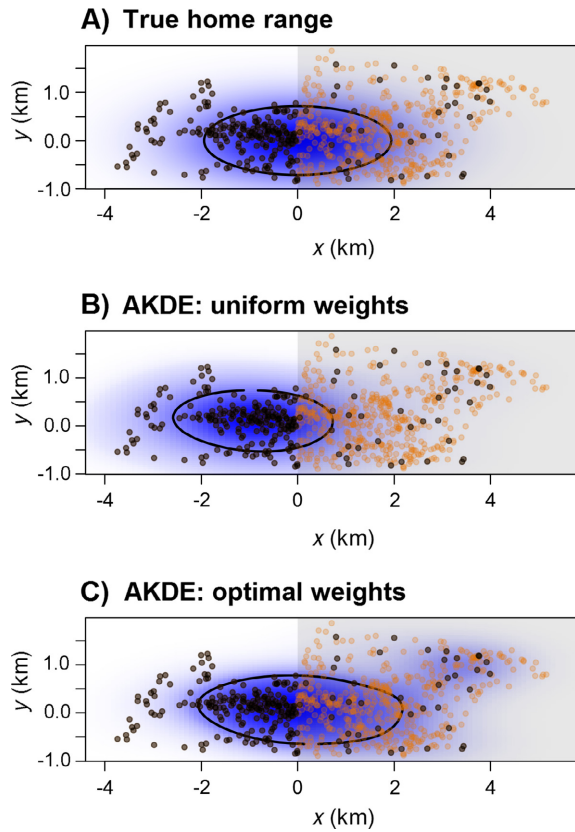 A) True home range
y (km)
1.0
0.0
-1.0
-4 -2 0 2 4
x (km)
B) AKDE: uniform weights
y (km)
1.0
0.0
-1.0
-4 -2 0 2 4
x (km)
C) AKDE: optimal weights
y (km)
1.0
0.0
-1.0
-4 -2 0 2 4
x (km)